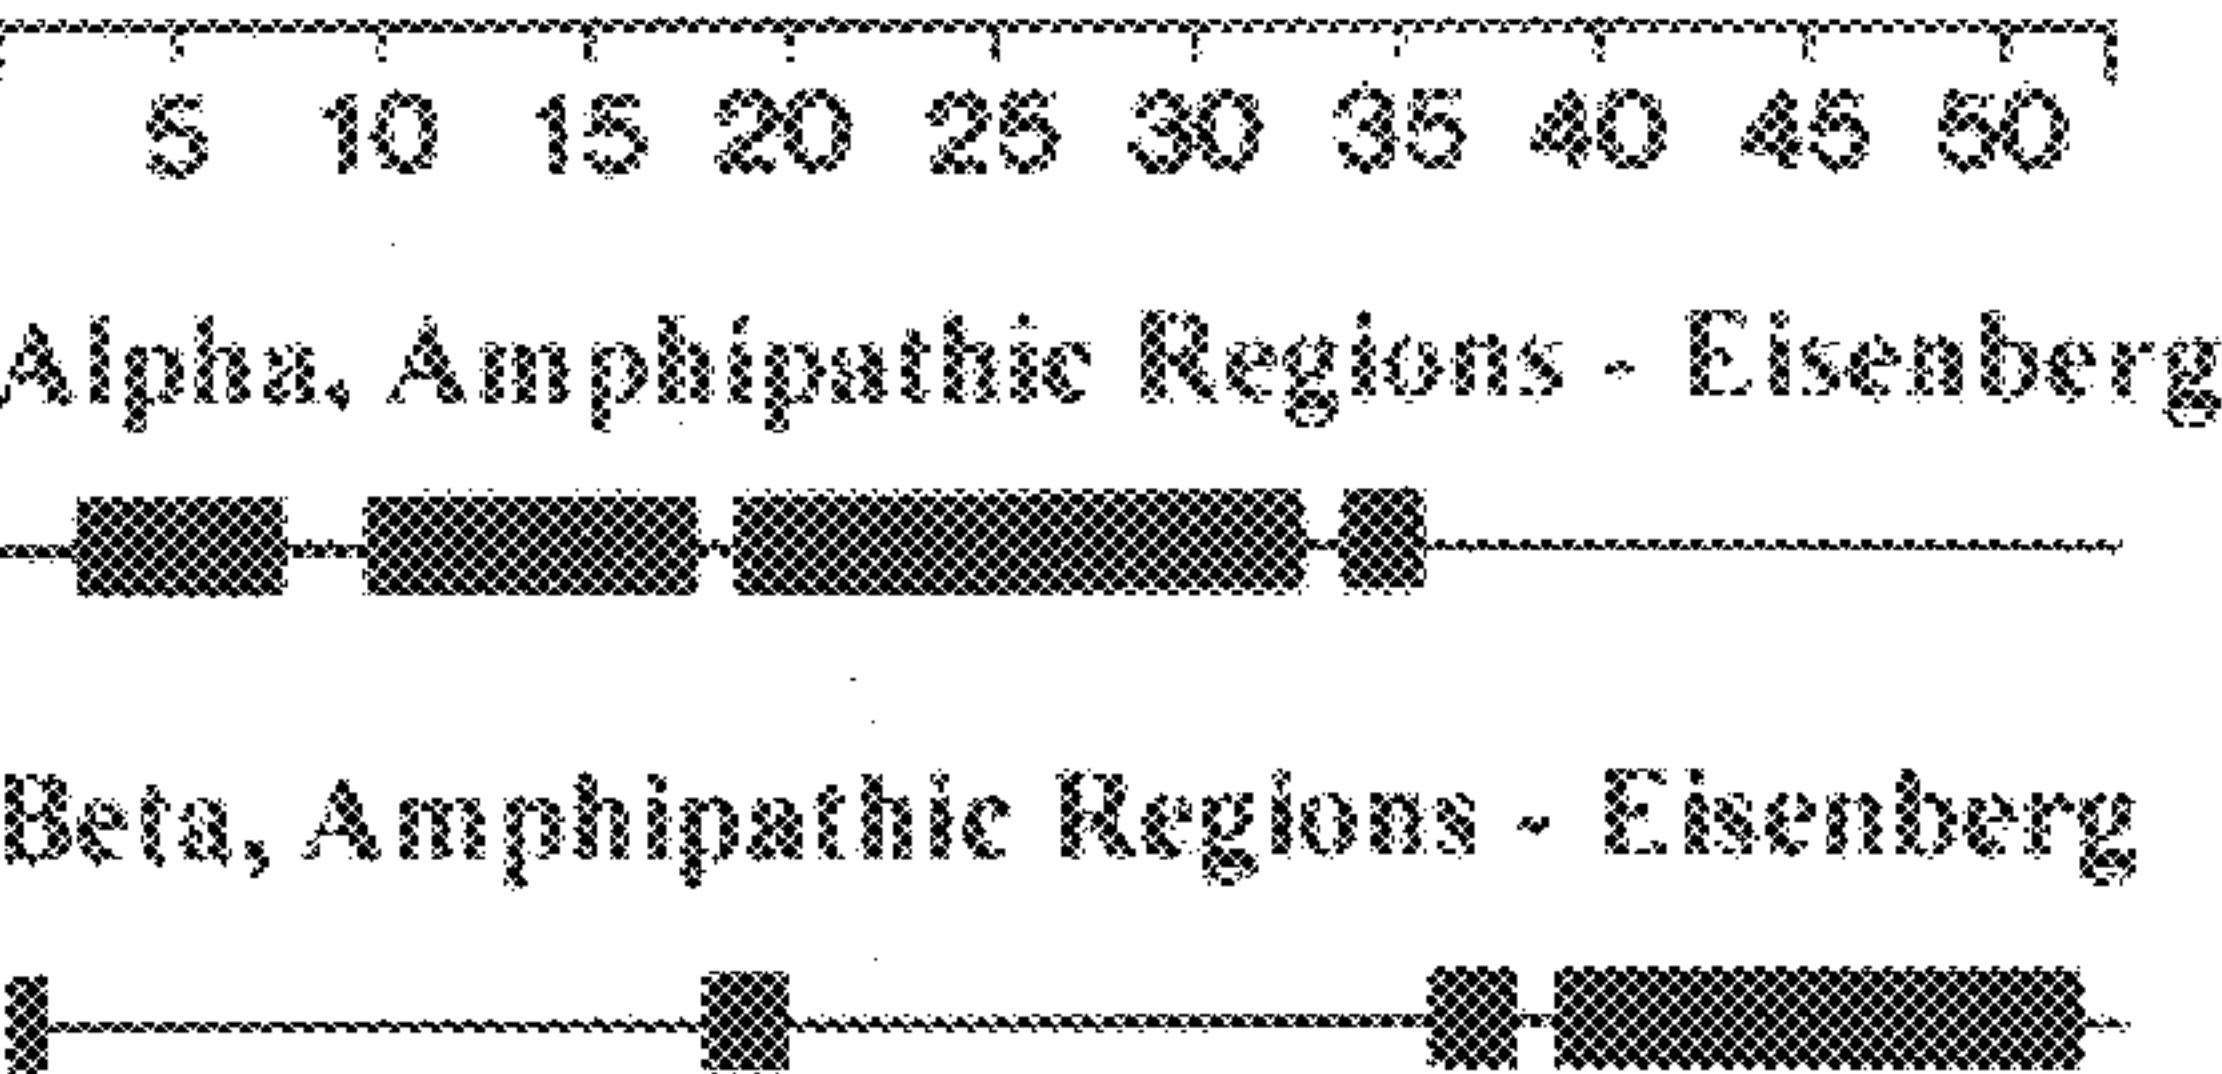 5 10 15 20 25 30 35 40 45 50
Alpha, Amphipathic Regions - Eisenberg
Beta, Amphipathic Regions - Eisenberg